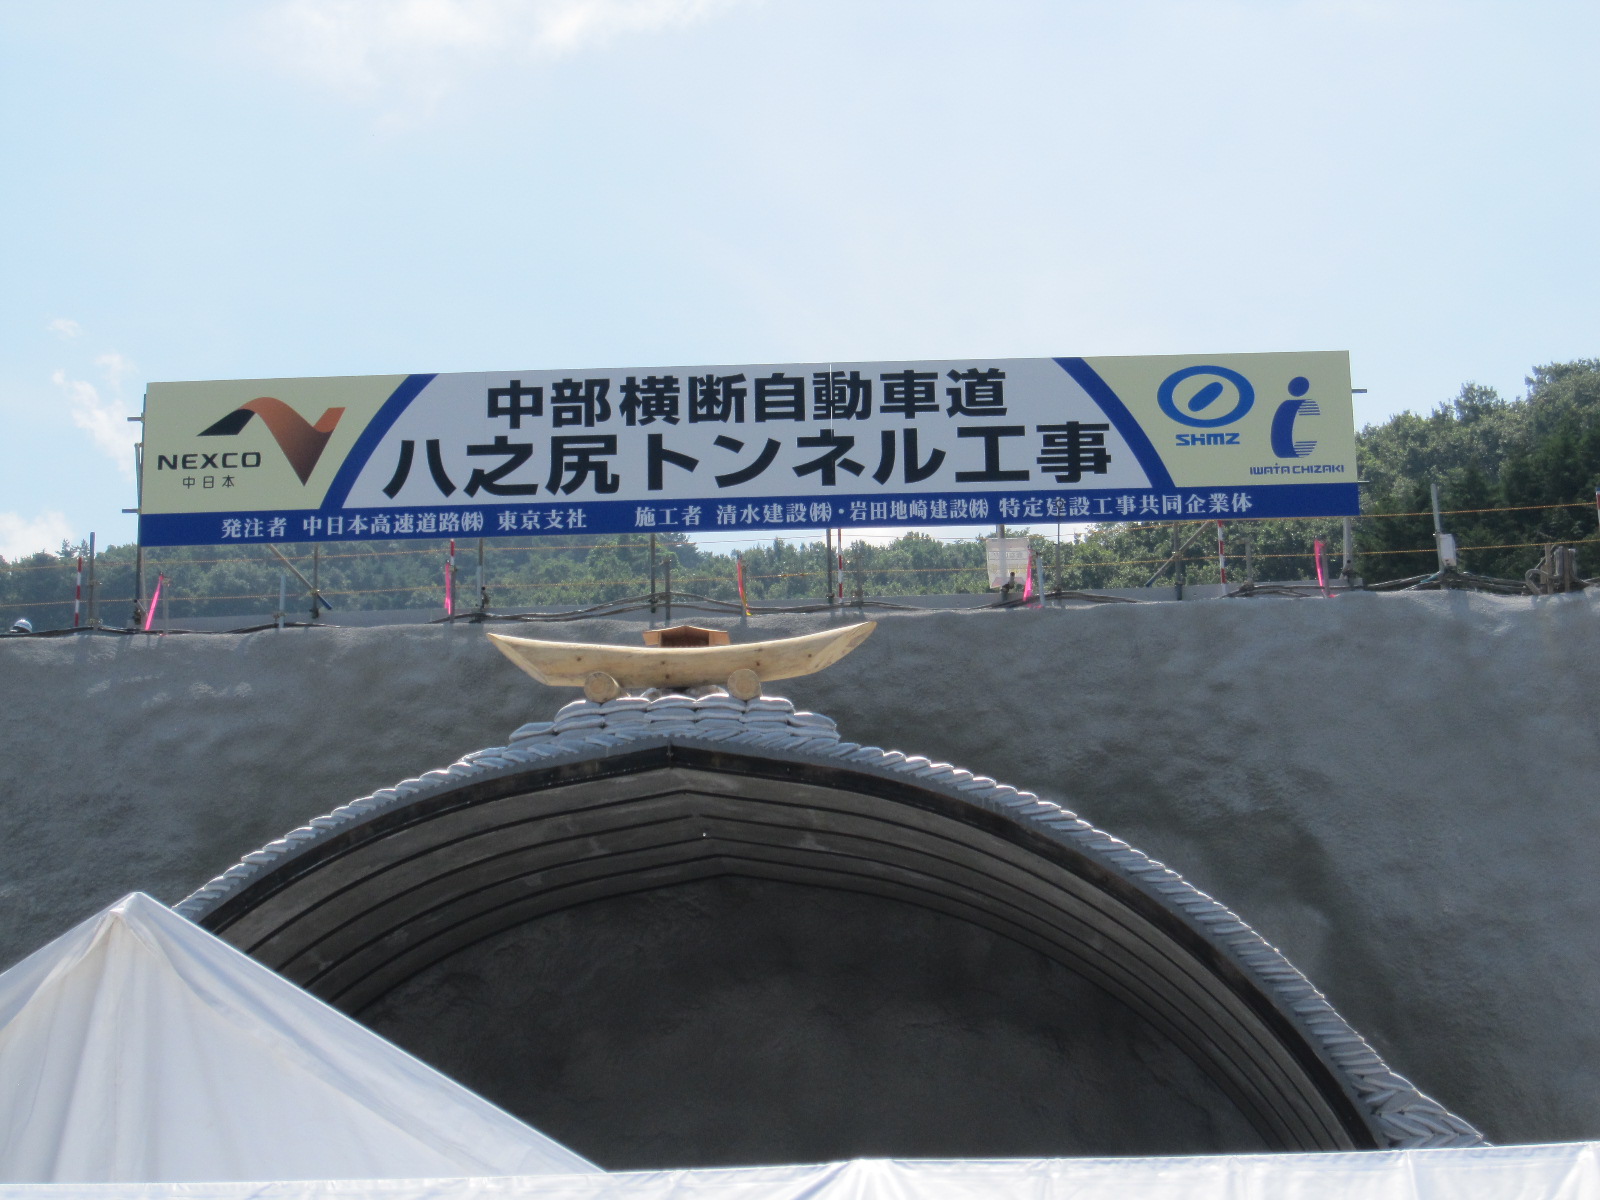 中部横断自動車道
八之尻トンネル工事
NEXCO
中日本
SHMZ
IWATA CHIZAKI
発注者 中日本高速道路㈱ 東京支社 施工者 清水建設㈱・岩田地崎建設㈱ 特定建設工事共同企業体